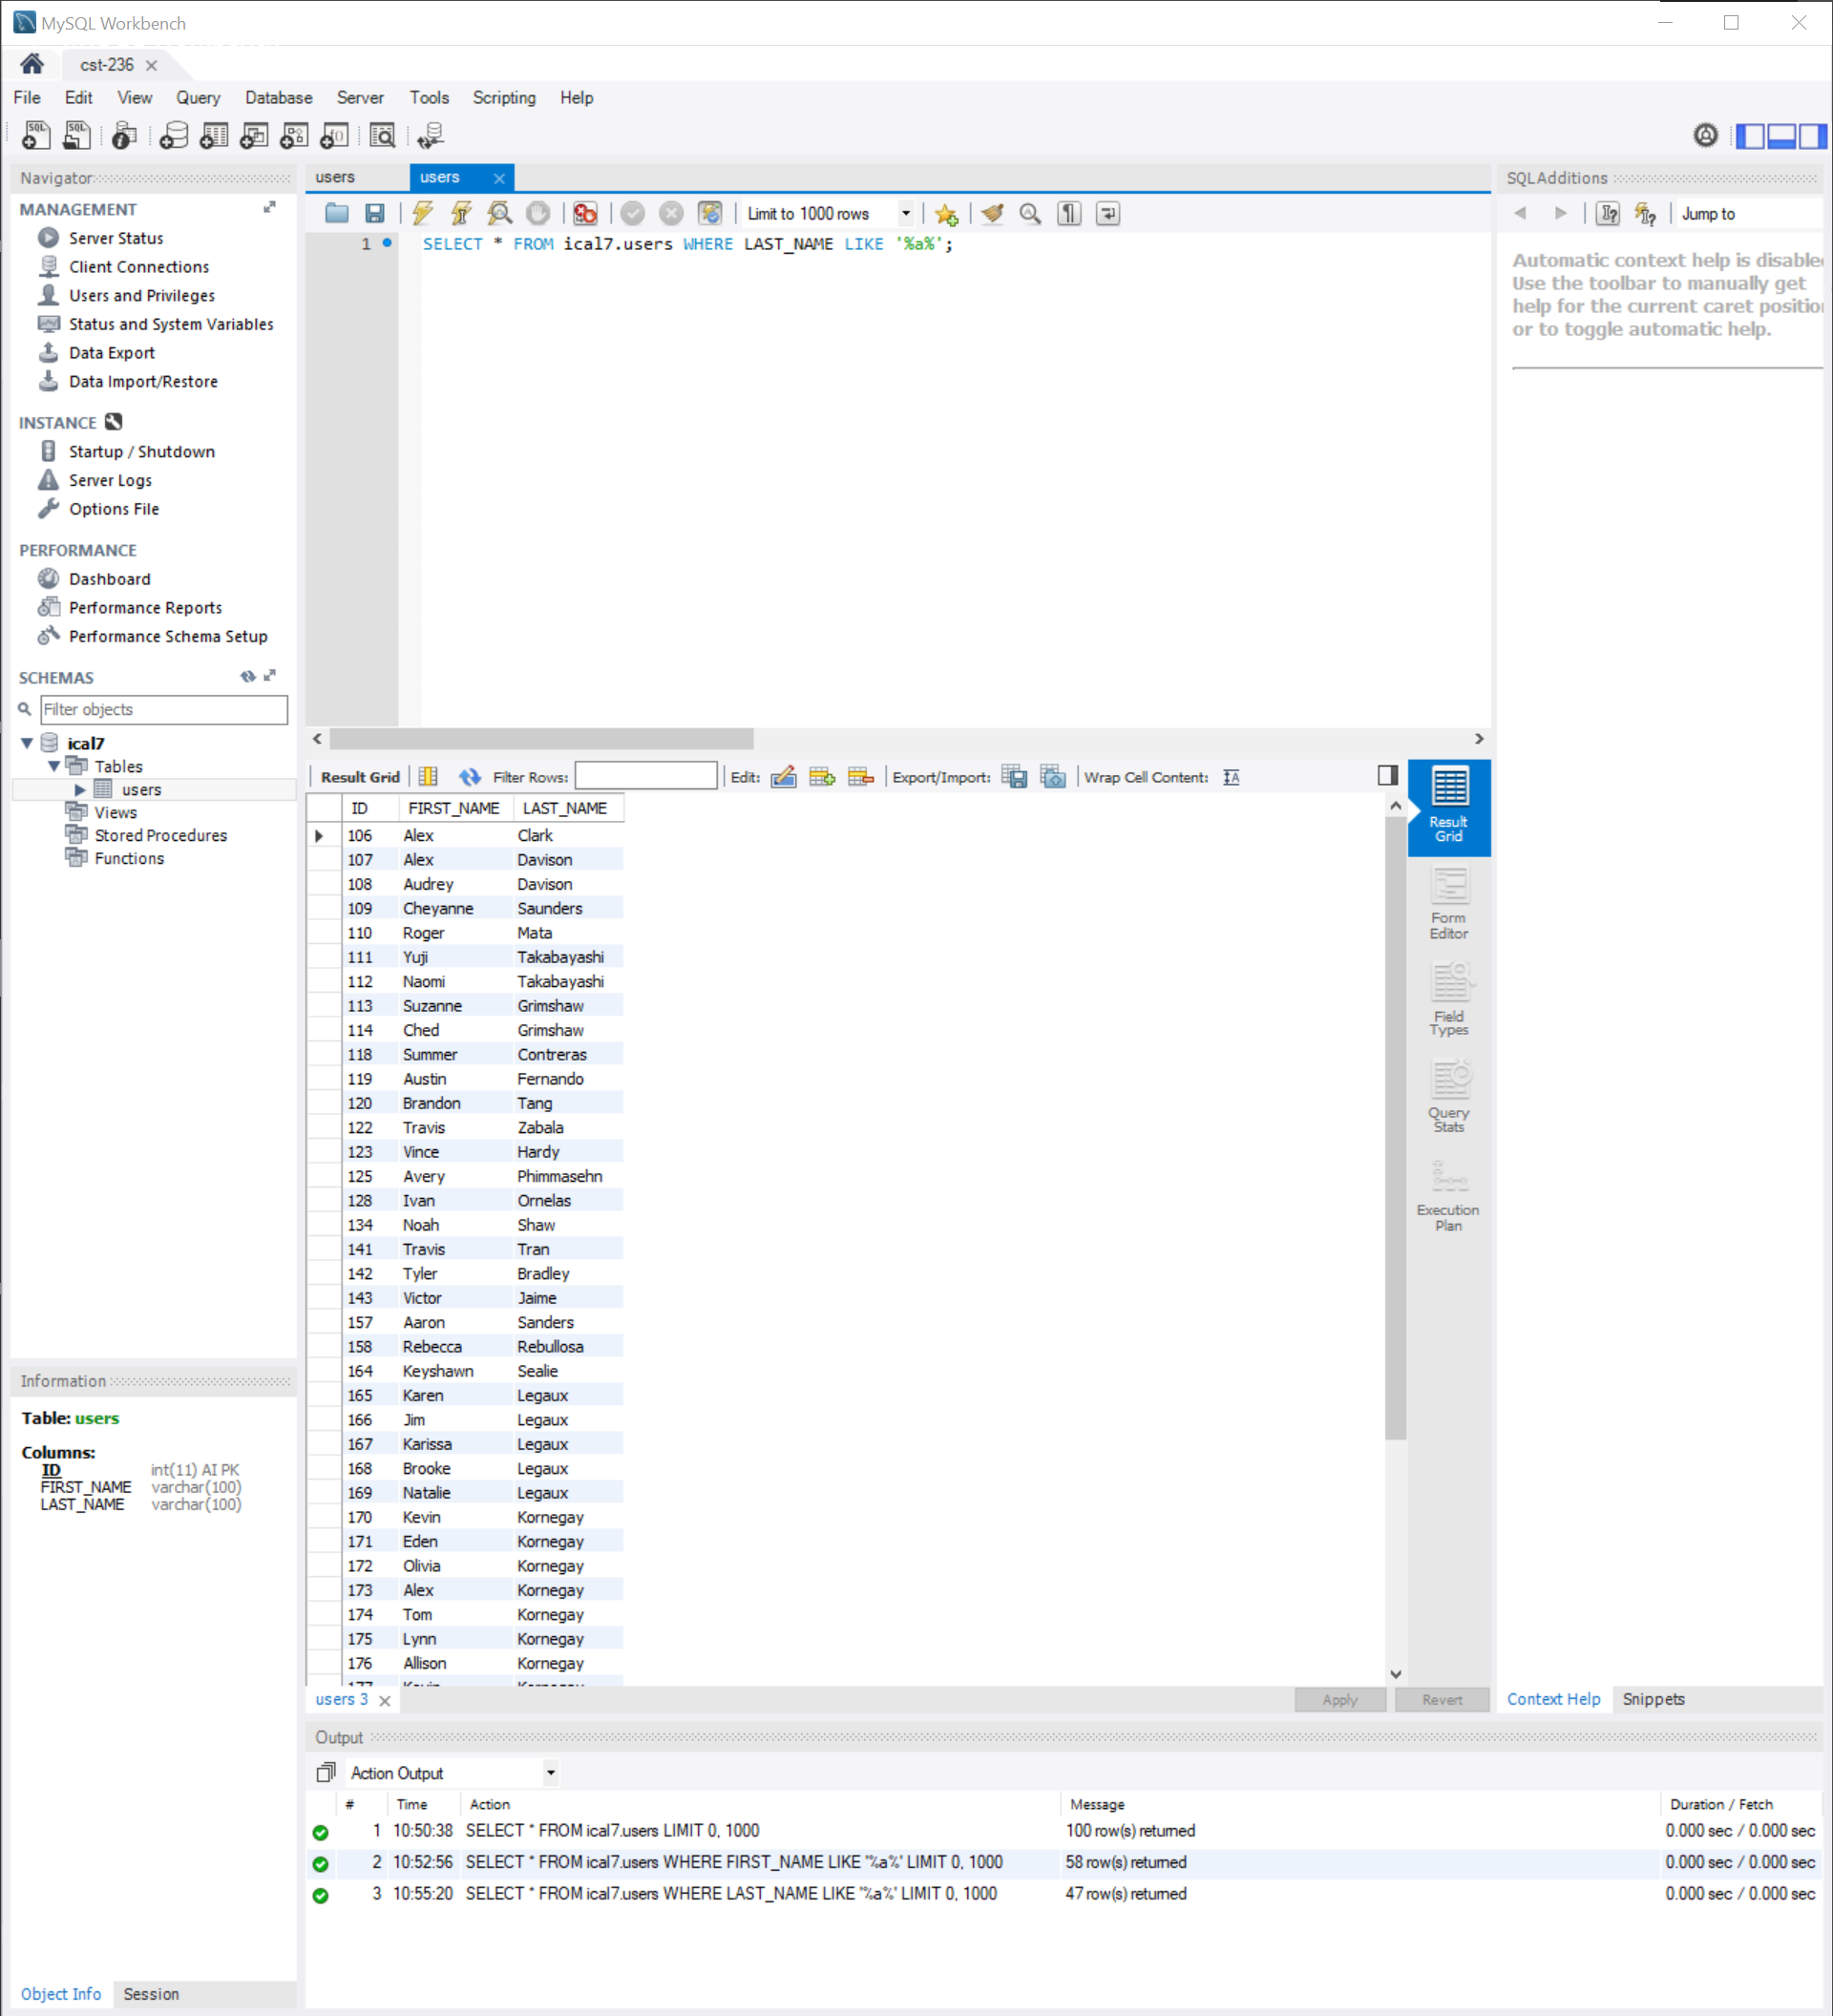 MySQL Workbench
cst-236
File Edit View Query Database Server Tools Scripting Help
Navigator
MANAGEMENT
Server Status
Client Connections
Users and Privileges
Status and System Variables
Data Export
Data Import/Restore
INSTANCE
Startup / Shutdown
Server Logs
Options File
PERFORMANCE
Dashboard
Performance Reports
Performance Schema Setup
SCHEMAS
Filter objects
ical7
Tables
users
Views
Stored Procedures
Functions
Information
Table: users
Columns:
ID int(11) AI PK
FIRST_NAME varchar(100)
LAST_NAME varchar(100)
Object Info Session
users users
Limit to 1000 rows
1 SELECT * FROM ical7.users WHERE LAST_NAME LIKE '%a%';
Result Grid Filter Rows: Edit: Export/Import: Wrap Cell Content:
ID FIRST_NAME LAST_NAME
106 Alex Clark
107 Alex Davison
108 Audrey Davison
109 Cheyanne Saunders
110 Roger Mata
111 Yuji Takabayashi
112 Naomi Takabayashi
113 Suzanne Grimshaw
114 Ched Grimshaw
118 Summer Contreras
119 Austin Fernando
120 Brandon Tang
122 Travis Zabala
123 Vince Hardy
125 Avery Phimmasehn
128 Ivan Ornelas
134 Noah Shaw
141 Travis Tran
142 Tyler Bradley
143 Victor Jaime
157 Aaron Sanders
158 Rebecca Rebullosa
164 Keyshawn Sealie
165 Karen Legaux
166 Jim Legaux
167 Karissa Legaux
168 Brooke Legaux
169 Natalie Legaux
170 Kevin Kornegay
171 Eden Kornegay
172 Olivia Kornegay
173 Alex Kornegay
174 Tom Kornegay
175 Lynn Kornegay
176 Allison Kornegay
Result
Grid
Form
Editor
Field
Types
Query
Stats
Execution
Plan
users 3 Apply Revert
SQLAdditions
Jump to
Automatic context help is disabled
Use the toolbar to manually get
help for the current caret position
or to toggle automatic help.
Context Help Snippets
Output
Action Output
# Time Action Message Duration / Fetch
1 10:50:38 SELECT * FROM ical7.users LIMIT 0, 1000 100 row(s) returned 0.000 sec / 0.000 sec
2 10:52:56 SELECT * FROM ical7.users WHERE FIRST_NAME LIKE '%a%' LIMIT 0, 1000 58 row(s) returned 0.000 sec / 0.000 sec
3 10:55:20 SELECT * FROM ical7.users WHERE LAST_NAME LIKE '%a%' LIMIT 0, 1000 47 row(s) returned 0.000 sec / 0.000 sec